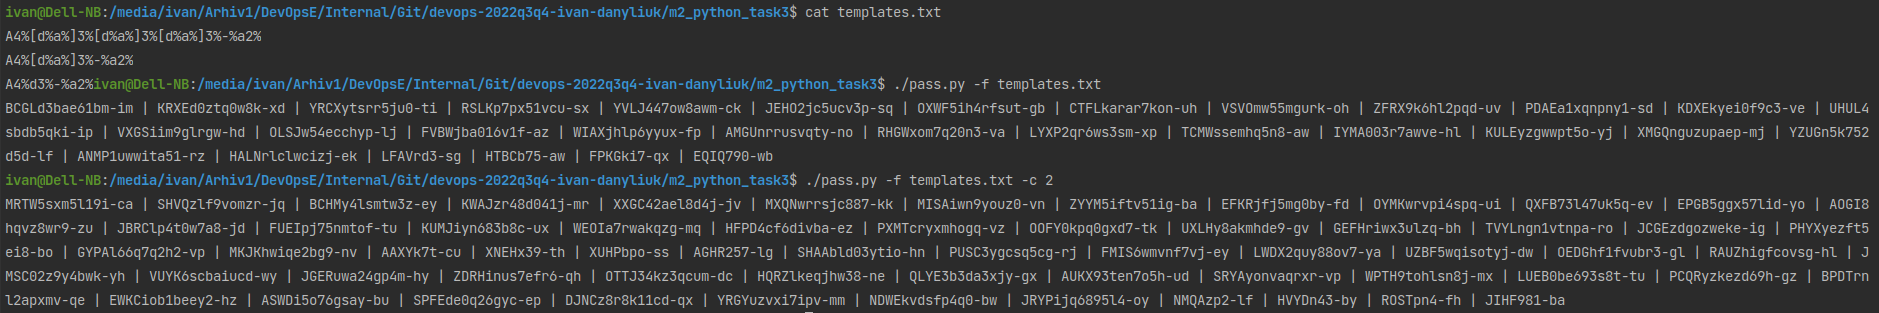 ivan@Dell-NB:/media/ivan/Arhiv1/DevOpsE/Internal/Git/devops-2022q3q4-ivan-danyliuk/m2_python_task3$ cat templates.txt
A4%[d%a%]3%[d%a%]3%[d%a%]3%-%a2%
A4%[d%a%]3%-%a2%
A4%d3%-%a2%ivan@Dell-NB:/media/ivan/Arhiv1/DevOpsE/Internal/Git/devops-2022q3q4-ivan-danyliuk/m2_python_task3$ ./pass.py -f templates.txt
BCGLd3bae61bm-im | KRXEd0ztq0w8k-xd | YRCXytsrr5ju0-ti | RSLKp7px51vcu-sx | YVLJ447ow8awm-ck | JEHO2jc5ucv3p-sq | OXWF5ih4rfsut-gb | CTFLkarar7kon-uh | VSVOmw55mgurk-oh | ZFRX9k6hl2pqd-uv | PDAEa1xqnpny1-sd | KDXEkyei0f9c3-ve | UHUL4
sbdb5qki-ip | VXGSiim9glrgw-hd | OLSJw54ecchyp-lj | FVBWjba016v1f-az | WIAXjhlp6yyux-fp | AMGUnrrusvqty-no | RHGWxom7q20n3-va | LYXP2qr6ws3sm-xp | TCMWssemhq5n8-aw | IYMA003r7awve-hl | KULEyzgwwpt5o-yj | XMGQnguzupaep-mj | YZUGn5k752
d5d-lf | ANMP1uwwita51-rz | HALNrlclwcizj-ek | LFAVrd3-sg | HTBCb75-aw | FPKGki7-qx | EQIQ790-wb
ivan@Dell-NB:/media/ivan/Arhiv1/DevOpsE/Internal/Git/devops-2022q3q4-ivan-danyliuk/m2_python_task3$ ./pass.py -f templates.txt -c 2
MRTW5sxm5l19i-ca | SHVQzlf9vomzr-jq | BCHMy4lsmtw3z-ey | KWAJzr48d041j-mr | XXGC42ael8d4j-jv | MXQNwrrsjc887-kk | MISAiwn9youz0-vn | ZYYM5iftv51ig-ba | EFKRjfj5mg0by-fd | OYMKwrvpi4spq-ui | QXFB73l47uk5q-ev | EPGB5ggx57lid-yo | AOGI8
hqvz8wr9-zu | JBRClp4t0w7a8-jd | FUEIpj75nmtof-tu | KUMJiyn683b8c-ux | WEOIa7rwakqzg-mq | HFPD4cf6divba-ez | PXMTcryxmhogq-vz | OOFY0kpq0gxd7-tk | UXLHy8akmhde9-gv | GEFHriwx3ulzq-bh | TVYLngn1vtnpa-ro | JCGEzdgozweke-ig | PHYXyezft5
ei8-bo | GYPAl66q7q2h2-vp | MKJKhwiqe2bg9-nv | AAXYk7t-cu | XNEHx39-th | XUHPbpo-ss | AGHR257-lg | SHAAbld03ytio-hn | PUSC3ygcsq5cg-rj | FMIS6wmvnf7vj-ey | LWDX2quy88ov7-ya | UZBF5wqisotyj-dw | OEDGhf1fvubr3-gl | RAUZhigfcovsg-hl | J
MSC02z9y4bwk-yh | VUYK6scbaiucd-wy | JGERuwa24gp4m-hy | ZDRHinus7efr6-qh | OTTJ34kz3qcum-dc | HQRZlkeqjhw38-ne | QLYE3b3da3xjy-gx | AUKX93ten7o5h-ud | SRYAyonvaqrxr-vp | WPTH9tohlsn8j-mx | LUEB0be693s8t-tu | PCQRyzkezd69h-gz | BPDTrn
l2apxmv-qe | EWKCiob1beey2-hz | ASWDi5o76gsay-bu | SPFEde0q26gyc-ep | DJNCz8r8k11cd-qx | YRGYuzvxi7ipv-mm | NDWEkvdsfp4q0-bw | JRYPijq6895l4-oy | NMQAzp2-lf | HVYDn43-by | ROSTpn4-fh | JIHF981-ba